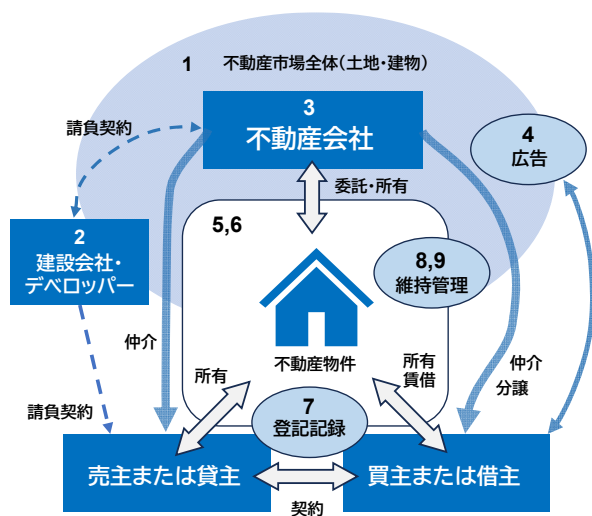 1 不動産市場全体（土地・建物）
3
不動産会社
請負契約
4
広告
委託・所有
5,6
2
建設会社・
デベロッパー
8,9
維持管理
仲介
不動産物件
所有
所有
賃借
仲介
分譲
請負契約
7
登記記録
売主または貸主
買主または借主
契約